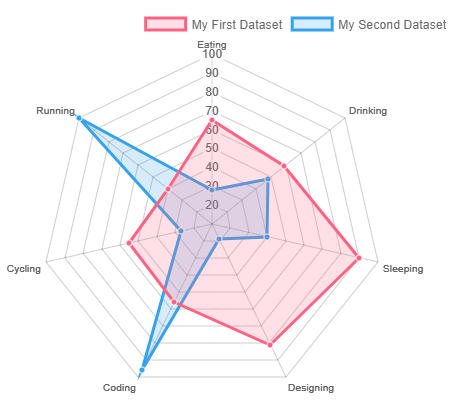 My First Dataset My Second Dataset
Eating
100
90
80
70
60
50
40
30
20
Running Drinking
Cycling Sleeping
Coding Designing